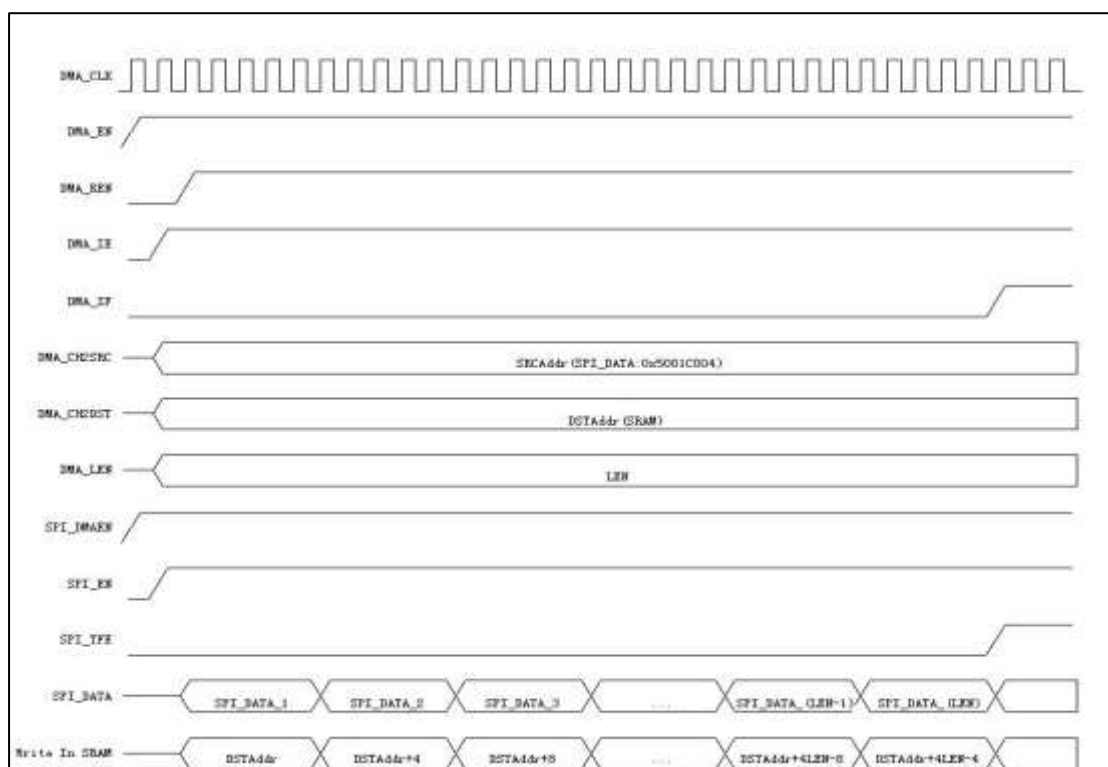 DMA_CLK
DMA_EN
DMA_REN
DMA_IE
DMA_IF
DMA_CH2SRC
SRCAddr(SPI_DATA:0x5001C004)
DMA_CH2DST
DSTAddr(SRAM)
DMA_LEN
LEN
SPI_DMAEN
SPI_EN
SPI_TFE
SPI_DATA
SPI_DATA_1 SPI_DATA_2 SPI_DATA_3 ... SPI_DATA_(LEN-1) SPI_DATA_(LEN)
Write In SRAM
DSTAddr DSTAddr+4 DSTAddr+8 ... DSTAddr+4LEN-8 DSTAddr+4LEN-4